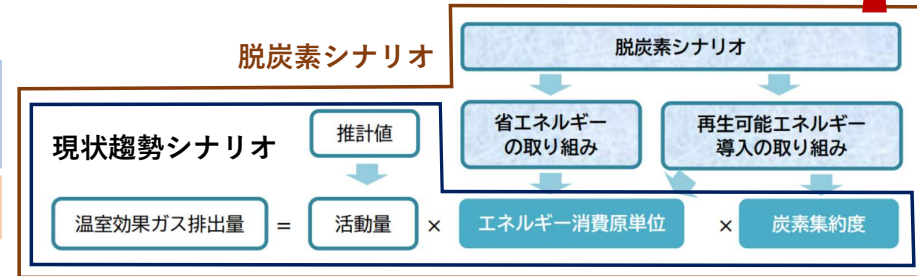 脱炭素シナリオ
脱炭素シナリオ
現状趨勢シナリオ
推計値
省エネルギー
の取り組み
再生可能エネルギー
導入の取り組み
温室効果ガス排出量 = 活動量 × エネルギー消費原単位 × 炭素集約度